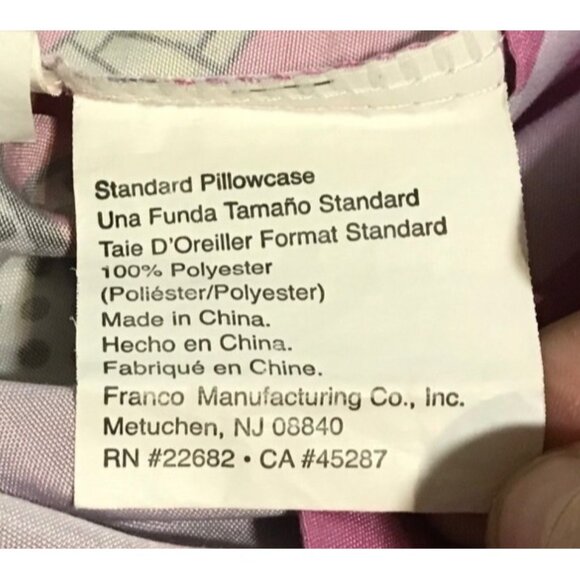 Standard Pillowcase
Una Funda Tamaño Standard
Taie D'Oreiller Format Standard
100% Polyester
(Poliéster/Polyester)
Made in China.
Hecho en China.
Fabriqué en Chine.
Franco Manufacturing Co., Inc.
Metuchen, NJ 08840
RN #22682 • CA #45287